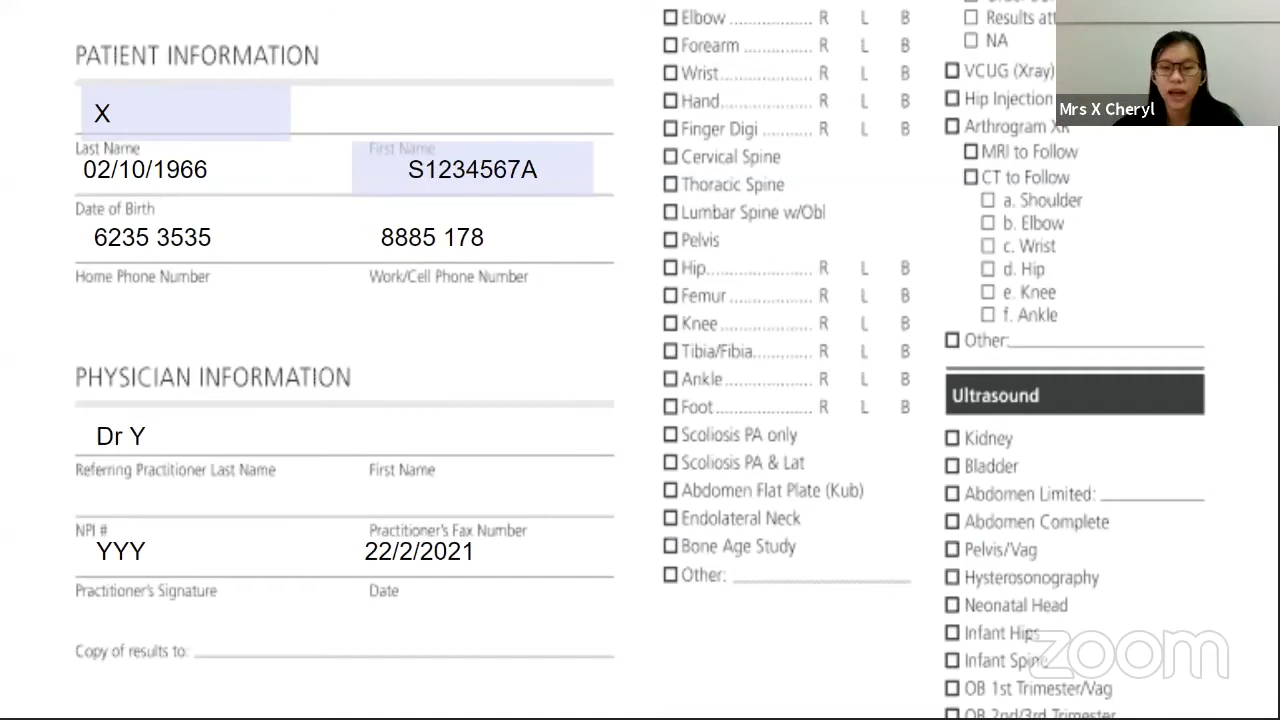 PATIENT INFORMATION
X
Last Name First Name
02/10/1966 S1234567A
Date of Birth
6235 3535 8885 178
Home Phone Number Work/Cell Phone Number
PHYSICIAN INFORMATION
Dr Y
Referring Practitioner Last Name First Name
NPI # Practitioner's Fax Number
YYY 22/2/2021
Practitioner's Signature Date
Copy of results to:
Elbow R L B
Forearm R L B
Wrist R L B
Hand R L B
Finger Digi R L B
Cervical Spine
Thoracic Spine
Lumbar Spine w/Obl
Pelvis
Hip R L B
Femur R L B
Knee R L B
Tibia/Fibia R L B
Ankle R L B
Foot R L B
Scoliosis PA only
Scoliosis PA & Lat
Abdomen Flat Plate (Kub)
Endolateral Neck
Bone Age Study
Other:
Results att
NA
VCUG (Xray)
Hip Injection
Arthrogram XR
MRI to Follow
CT to Follow
a. Shoulder
b. Elbow
c. Wrist
d. Hip
e. Knee
f. Ankle
Other:
Ultrasound
Kidney
Bladder
Abdomen Limited:
Abdomen Complete
Pelvis/Vag
Hysterosonography
Neonatal Head
Infant Hips
Infant Spine
OB 1st Trimester/Vag
OB 2nd/3rd Trimester
Mrs X Cheryl
zoom